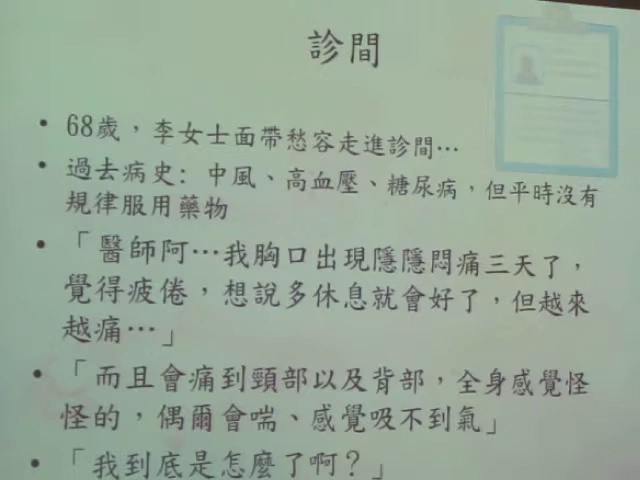 診間
• 68歲，李女士面帶愁容走進診間…
• 過去病史: 中風、高血壓、糖尿病，但平時沒有
規律服用藥物
• 「醫師阿…我胸口出現隱隱悶痛三天了，
覺得疲倦，想說多休息就會好了，但越來
越痛…」
• 「而且會痛到頸部以及背部，全身感覺怪
怪的，偶爾會喘、感覺吸不到氣」
• 「我到底是怎麼了啊？」